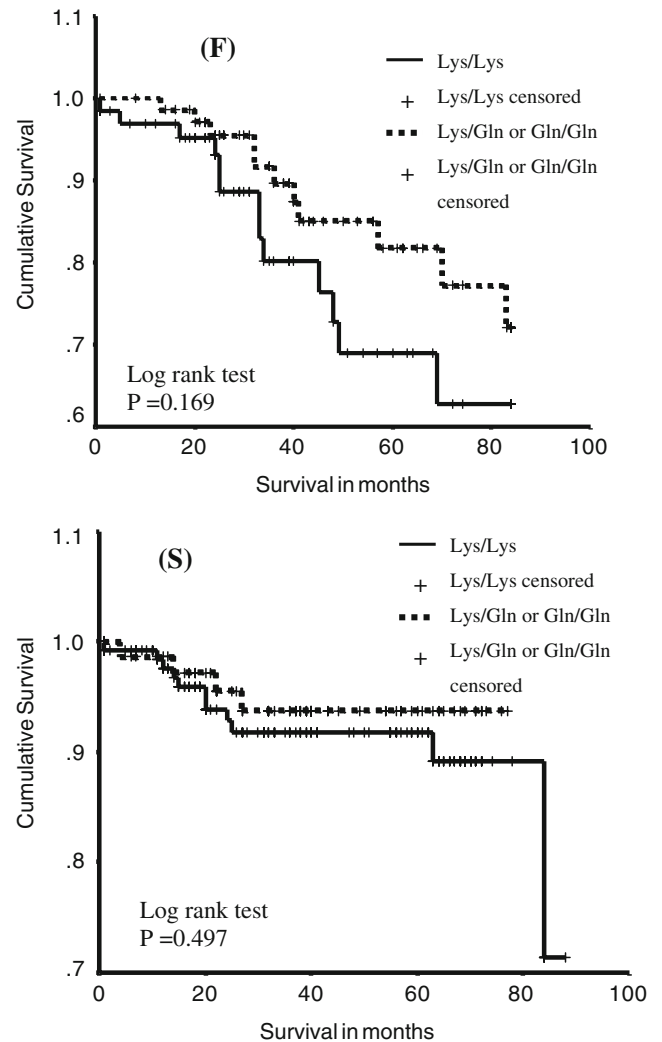 1.1
(F)
Lys/Lys
1.0
Lys/Lys censored
Lys/Gln or Gln/Gln
.9
Lys/Gln or Gln/Gln
censored
Cumulative Survival
.8
.7
Log rank test
P =0.169
.6
0 20 40 60 80 100
Survival in months
1.1
(S)
Lys/Lys
Lys/Lys censored
1.0
Lys/Gln or Gln/Gln
Lys/Gln or Gln/Gln
censored
.9
Cumulative Survival
.8
Log rank test
P =0.497
.7
0 20 40 60 80 100
Survival in months